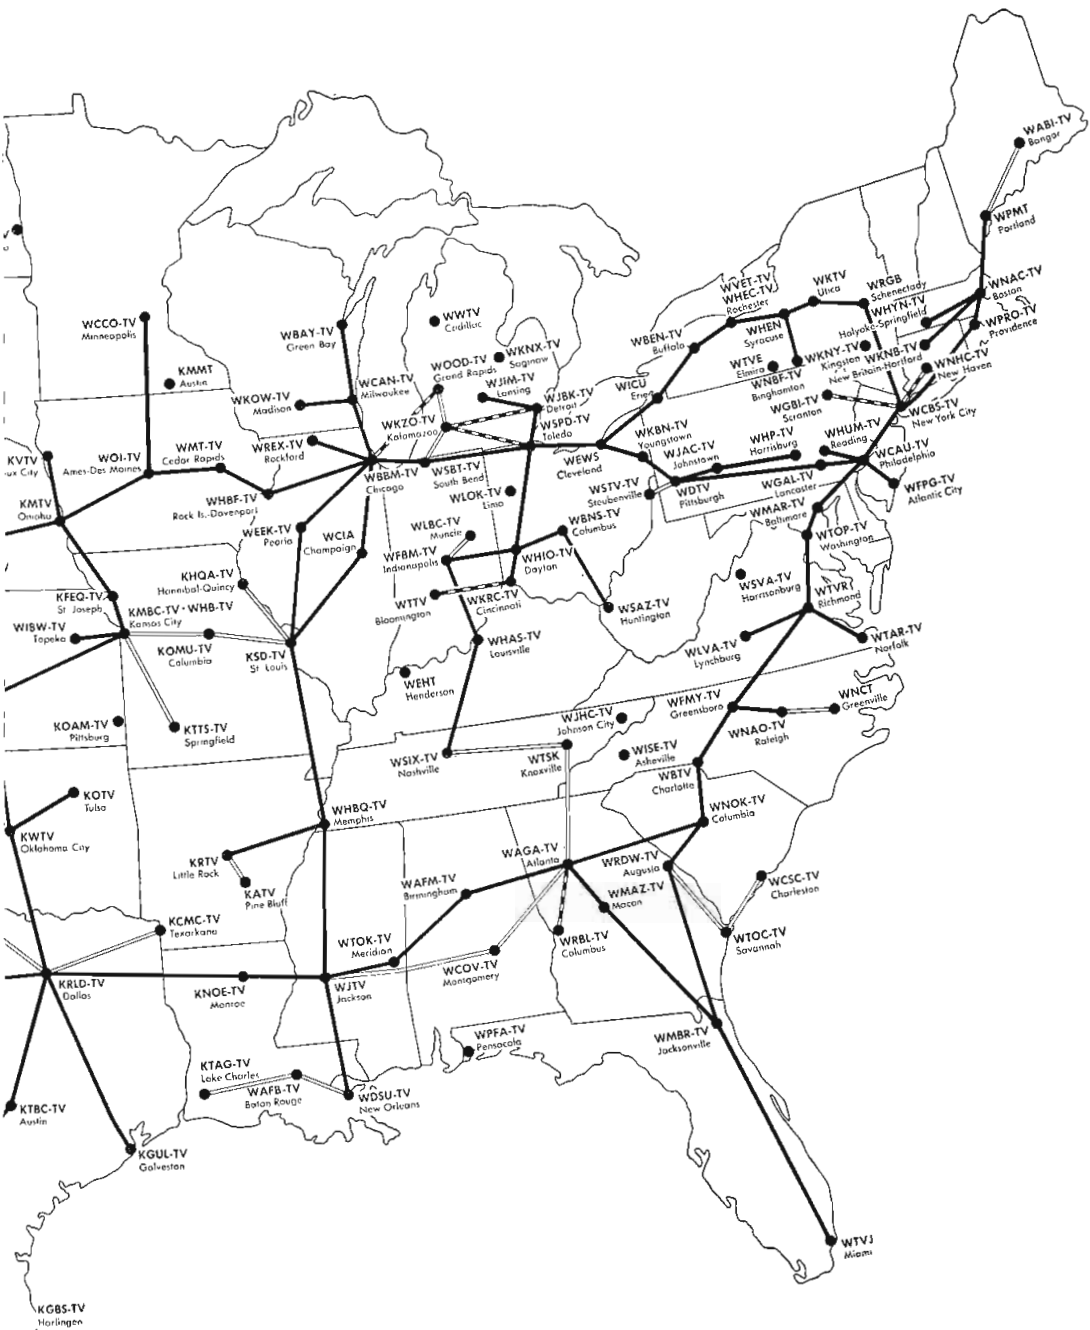 WABI-TV
Bangor
WPMT
Portland
WNAC-TV
Boston
WPRO-TV
Providence
WVET-TV
WHEC-TV
Rochester
WKTV
Utica
WRGB
Schenectady
WHYN-TV
Holyoke-Springfield
WHEN
Syracuse
WBEN-TV
Buffalo
WTVE
Elmira
WKNY-TV
Kingston
WKNB-TV
New Britain-Hartford
WNHC-TV
New Haven
WNBF-TV
Binghamton
WICU
Erie
WGBI-TV
Scranton
WCBS-TV
New York City
WCCO-TV
Minneapolis
KMMT
Austin
WBAY-TV
Green Bay
WWTV
Cadillac
WOOD-TV
Grand Rapids
WKNX-TV
Saginaw
WCAN-TV
Milwaukee
WJIM-TV
Lansing
WJBK-TV
Detroit
WKOW-TV
Madison
WKZO-TV
Kalamazoo
WSPD-TV
Toledo
WKBN-TV
Youngstown
WEWS
Cleveland
WJAC-TV
Johnstown
WHP-TV
Harrisburg
WHUM-TV
Reading
WCAU-TV
Philadelphia
WFPG-TV
Atlantic City
KVTV
ux City
WOI-TV
Ames-Des Moines
WMT-TV
Cedar Rapids
WREX-TV
Rockford
WBBM-TV
Chicago
WSBT-TV
South Bend
WHBF-TV
Rock Is.-Davenport
WLOK-TV
Lima
WSTV-TV
Steubenville
WDTV
Pittsburgh
WGAL-TV
Lancaster
WMAR-TV
Baltimore
WTOP-TV
Washington
KMTV
Omaha
WEEK-TV
Peoria
WCIA
Champaign
WLBC-TV
Muncie
WBNS-TV
Columbus
WFBM-TV
Indianapolis
WHIO-TV
Dayton
KHQA-TV
Hannibal-Quincy
WTTV
Bloomington
WKRC-TV
Cincinnati
WSAZ-TV
Huntington
WSVA-TV
Harrisonburg
WTVR
Richmond
KFEQ-TV
St Joseph
KMBC-TV • WHB-TV
Kansas City
WIBW-TV
Topeka
KOMU-TV
Columbia
KSD-TV
St Louis
WHAS-TV
Louisville
WLVA-TV
Lynchburg
WTAR-TV
Norfolk
WEHT
Henderson
KOAM-TV
Pittsburg
KTTS-TV
Springfield
WJHC-TV
Johnson City
WFMY-TV
Greensboro
WNCT
Greenville
WNAO-TV
Raleigh
WSIX-TV
Nashville
WTSK
Knoxville
WISE-TV
Asheville
WBTV
Charlotte
KOTV
Tulsa
WHBQ-TV
Memphis
WNOK-TV
Columbia
KWTV
Oklahoma City
KRTV
Little Rock
KATV
Pine Bluff
WAGA-TV
Atlanta
WRDW-TV
Augusta
WCSC-TV
Charleston
WAFM-TV
Birmingham
WMAZ-TV
Macon
KCMC-TV
Texarkana
WTOK-TV
Meridian
WRBL-TV
Columbus
WTOC-TV
Savannah
WCOV-TV
Montgomery
KRLD-TV
Dallas
KNOE-TV
Monroe
WJTV
Jackson
WPFA-TV
Pensacola
WMBR-TV
Jacksonville
KTAG-TV
Lake Charles
WAFB-TV
Baton Rouge
WDSU-TV
New Orleans
KTBC-TV
Austin
KGUL-TV
Galveston
WTVJ
Miami
KGBS-TV
Harlingen